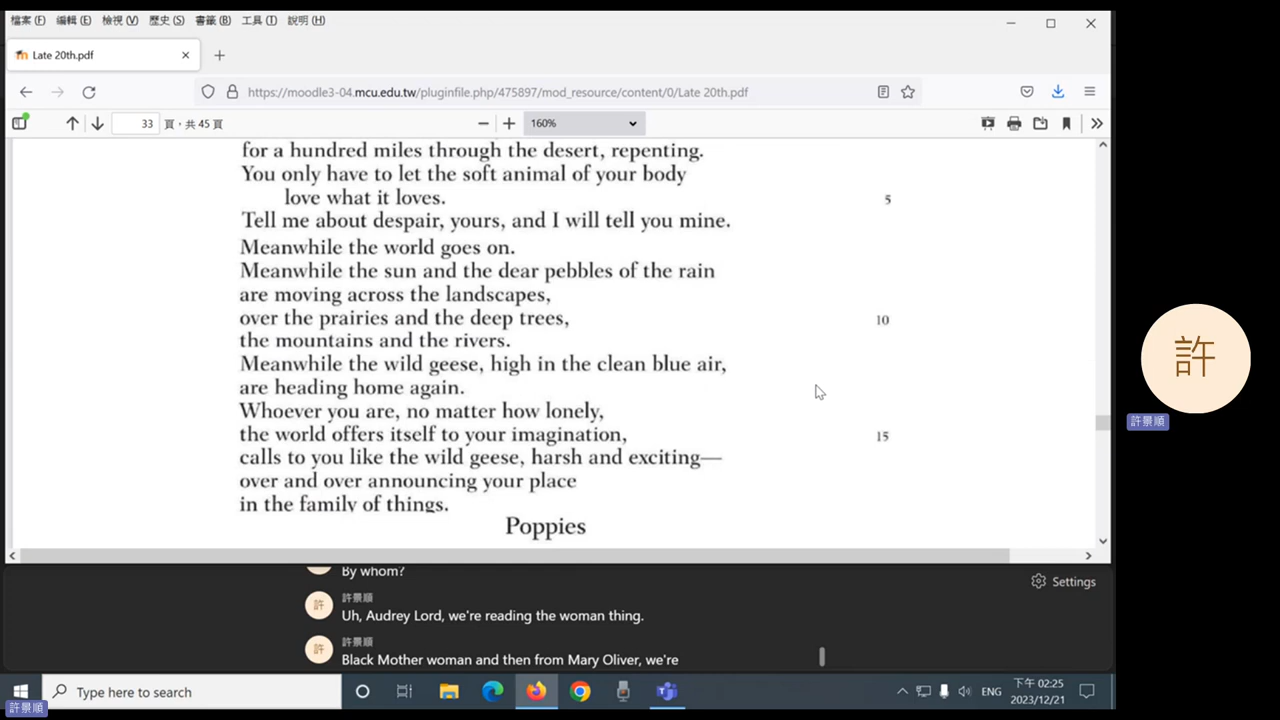 檔案 (F) 編輯 (E) 檢視 (V) 歷史 (S) 書籤 (B) 工具 (T) 說明 (H)
Late 20th.pdf
https://moodle3-04.mcu.edu.tw/pluginfile.php/475897/mod_resource/content/0/Late 20th.pdf
33 頁，共 45 頁
160%
for a hundred miles through the desert, repenting.
You only have to let the soft animal of your body
love what it loves. 5
Tell me about despair, yours, and I will tell you mine.
Meanwhile the world goes on.
Meanwhile the sun and the dear pebbles of the rain
are moving across the landscapes,
over the prairies and the deep trees, 10
the mountains and the rivers.
Meanwhile the wild geese, high in the clean blue air,
are heading home again.
Whoever you are, no matter how lonely,
the world offers itself to your imagination, 15
calls to you like the wild geese, harsh and exciting—
over and over announcing your place
in the family of things.
Poppies
許
許景順
By whom?
Settings
許
許景順
Uh, Audrey Lord, we're reading the woman thing.
許
許景順
Black Mother woman and then from Mary Oliver, we're
Type here to search
ENG
下午 02:25
2023/12/21
許景順